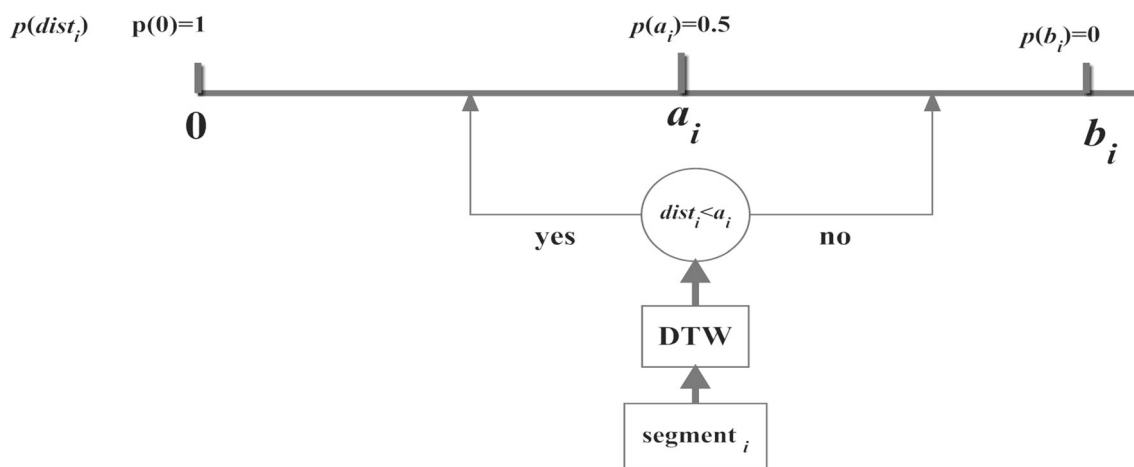 p(dist_i) p(0)=1 p(a_i)=0.5 p(b_i)=0
0 a_i b_i
dist_i<a_i
yes no
DTW
segment_i